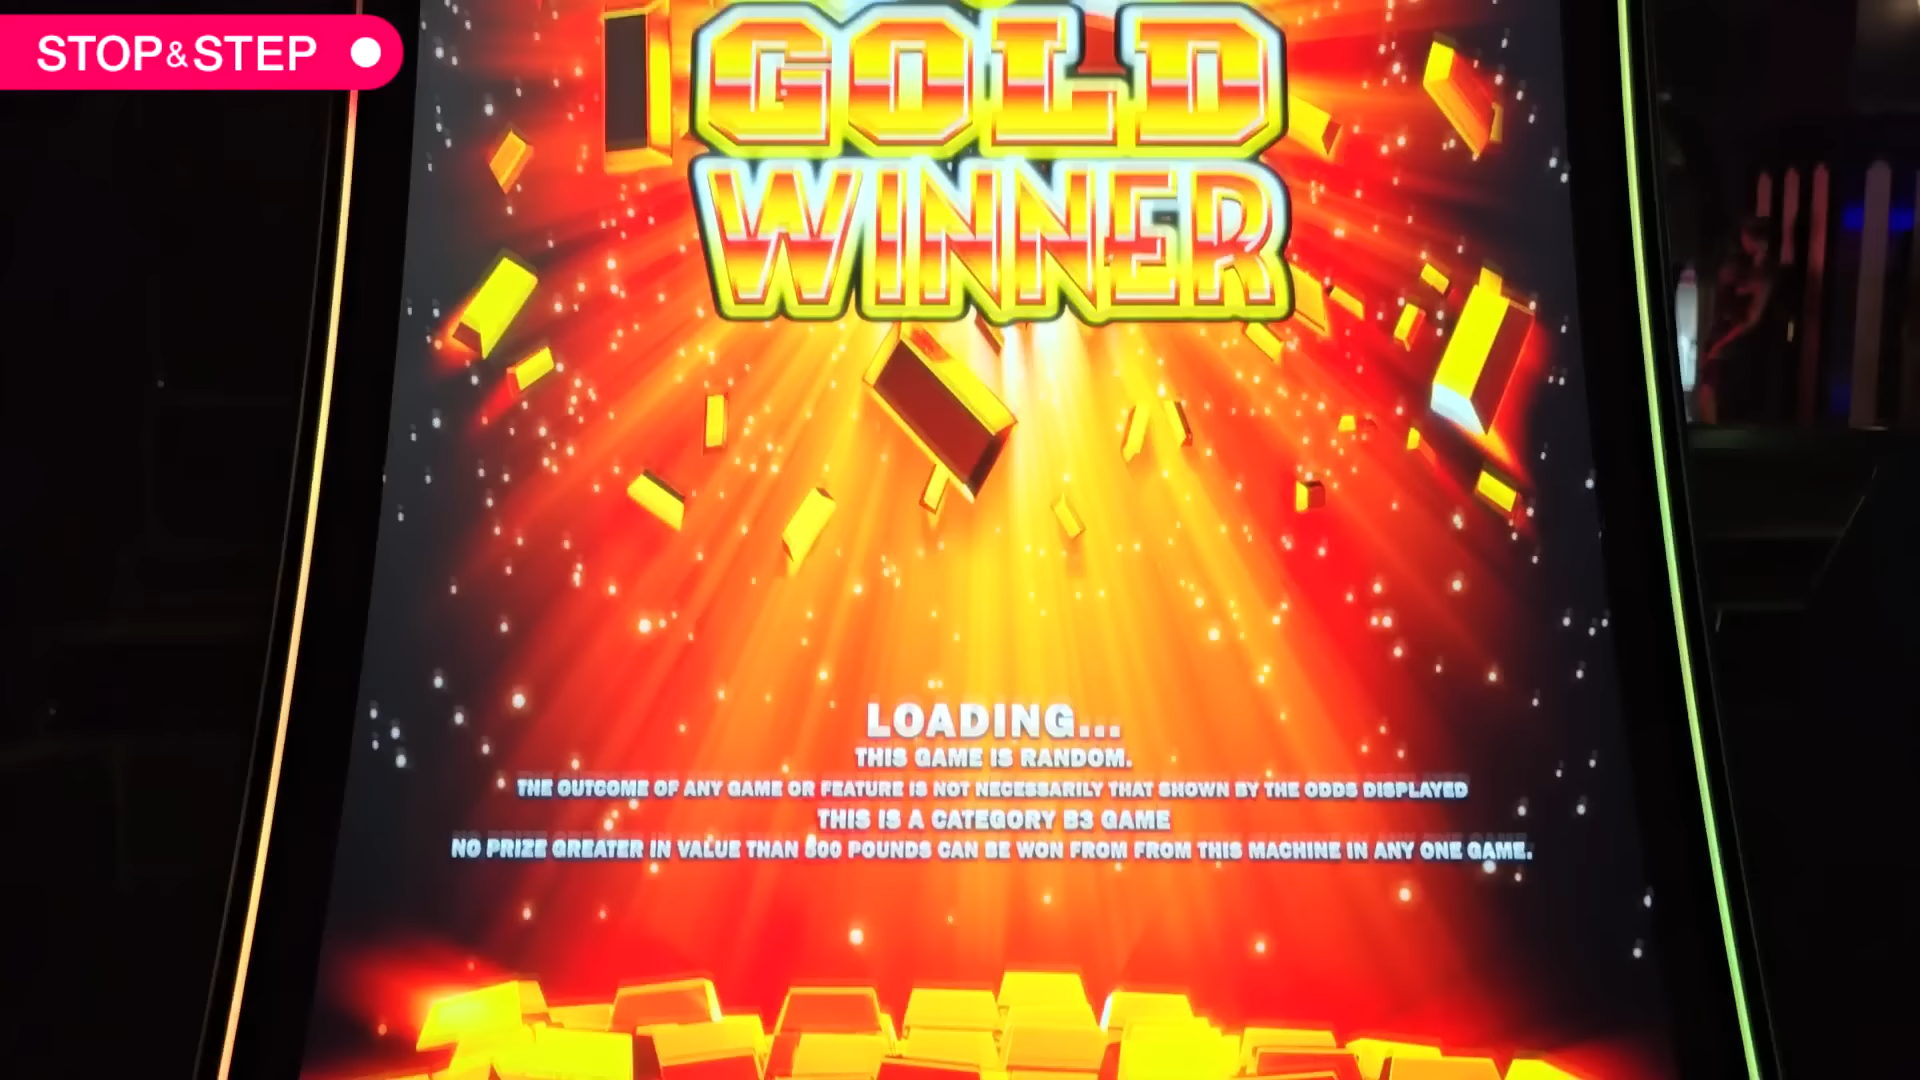 STOP&STEP
GOLD
WINNER
LOADING...
THIS GAME IS RANDOM.
THE OUTCOME OF ANY GAME OR FEATURE IS NOT NECESSARILY THAT SHOWN BY THE ODDS DISPLAYED
THIS IS A CATEGORY B3 GAME
NO PRIZE GREATER IN VALUE THAN 500 POUNDS CAN BE WON FROM FROM THIS MACHINE IN ANY ONE GAME.